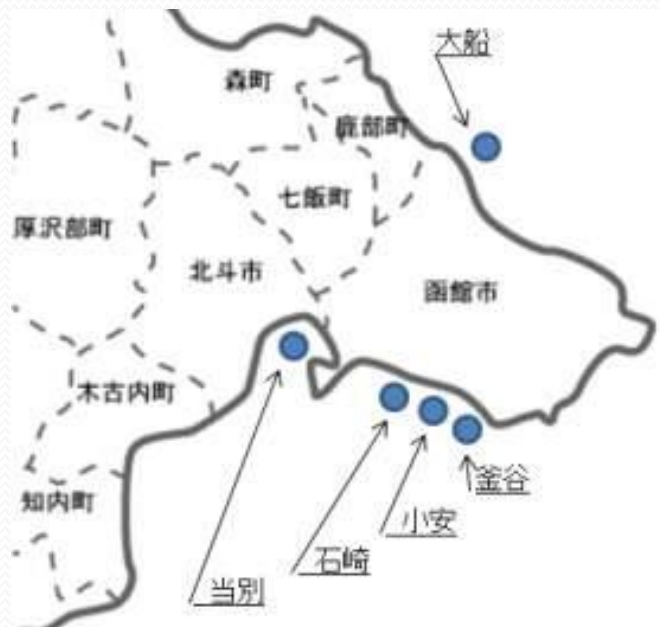 大船
森町
鹿部町
七飯町
厚沢部町
北斗市
函館市
木古内町
釜谷
知内町
小安
石崎
当別